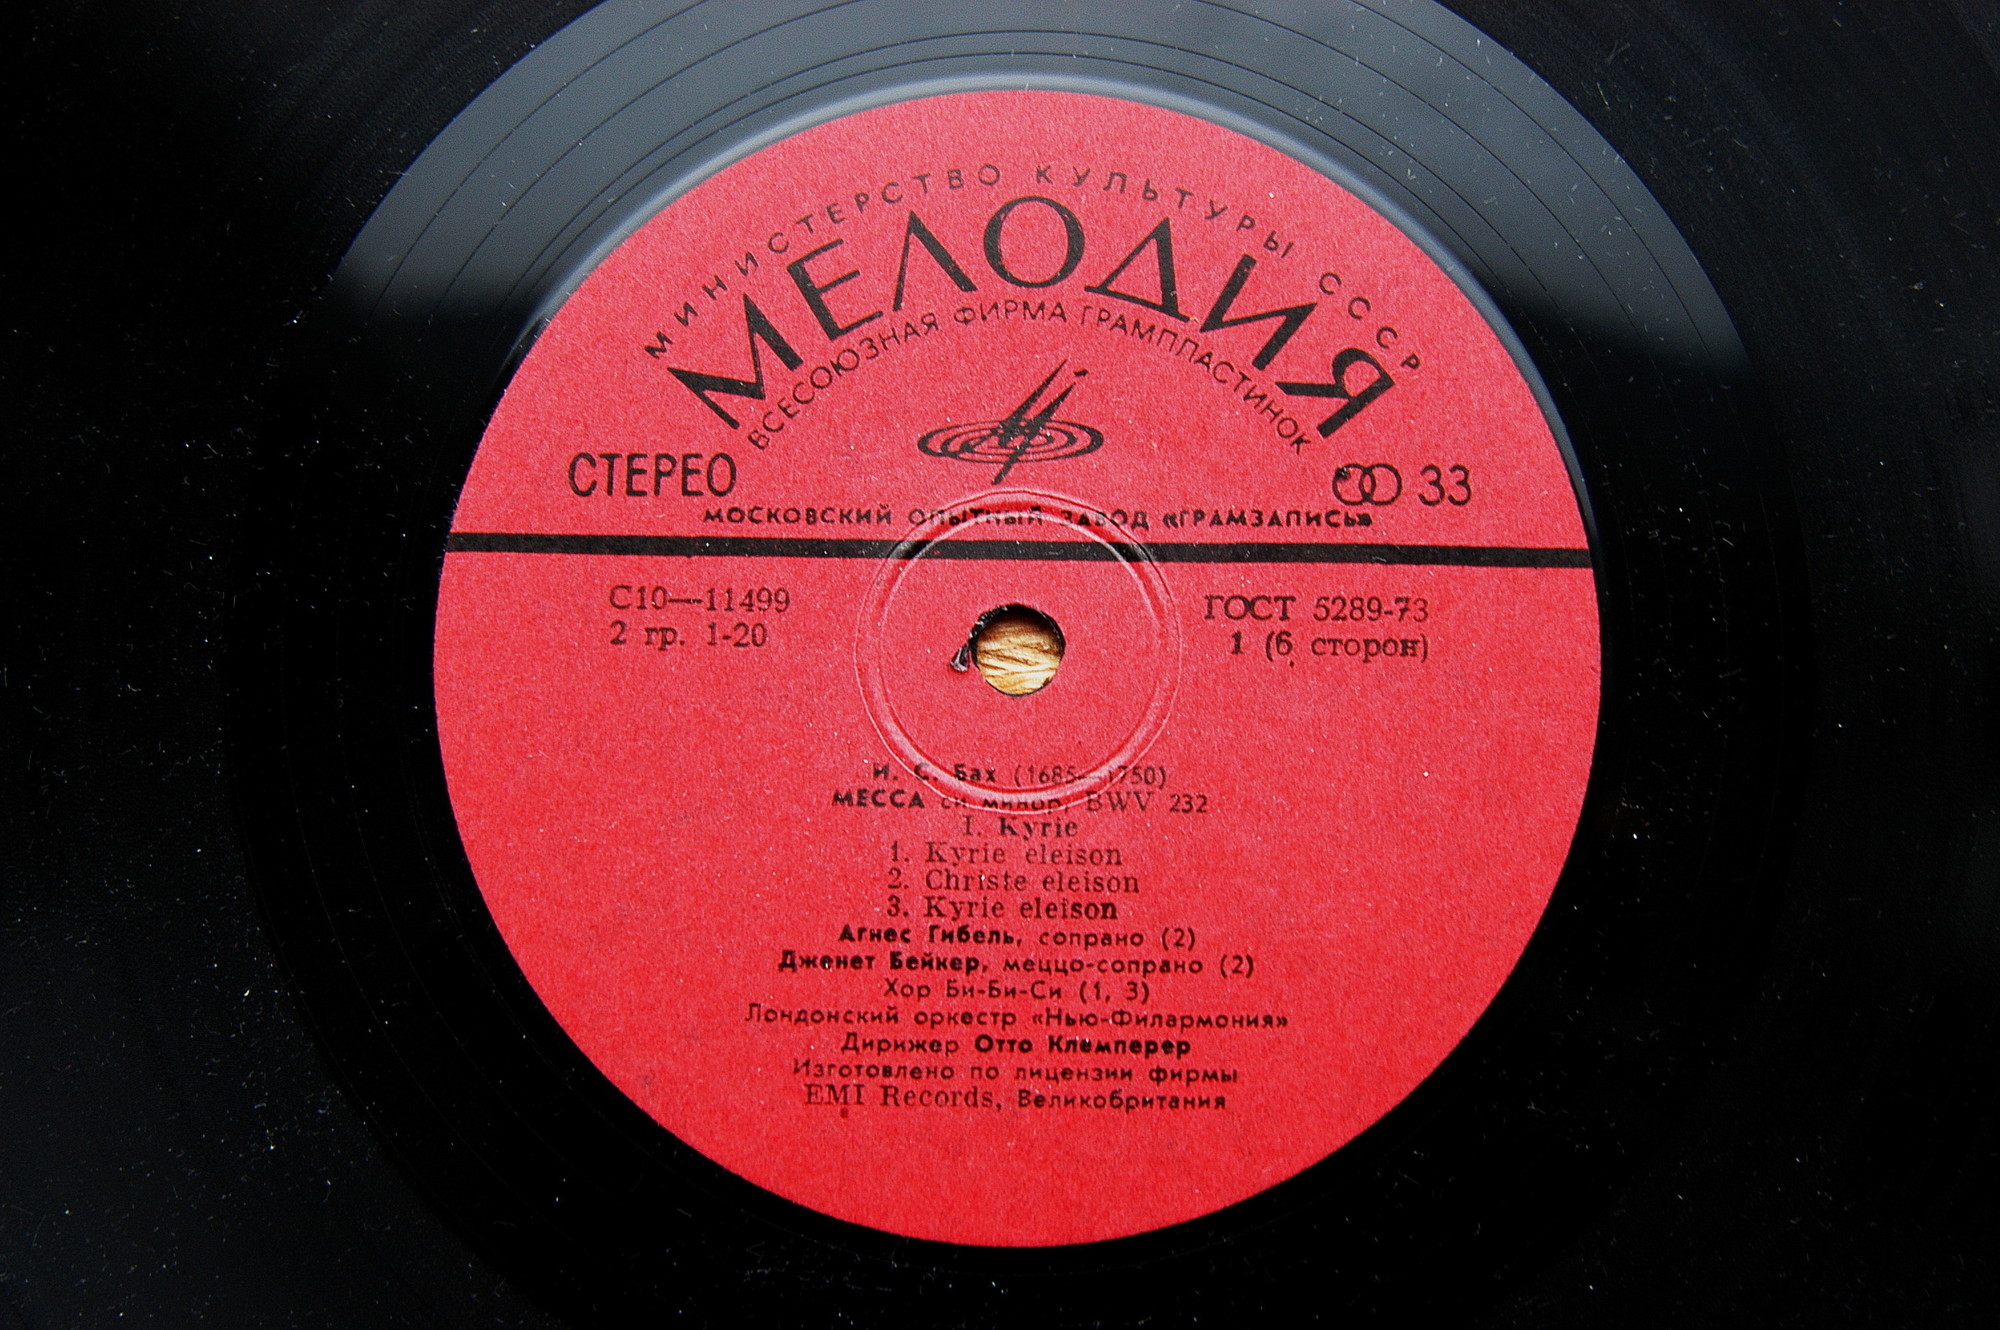 МИНИСТЕРСТВО КУЛЬТУРЫ СССР
МЕЛОДИЯ
ВСЕСОЮЗНАЯ ФИРМА ГРАМПЛАСТИНОК
СТЕРЕО
33
МОСКОВСКИЙ ОПЫТНЫЙ ЗАВОД «ГРАМЗАПИСЬ»
С10—11499
ГОСТ 5289-73
2 гр. 1-20
1 (6 сторон)
И. С. Бах (1685—1750)
МЕССА си минор, BWV 232
I. Kyrie
1. Kyrie eleison
2. Christe eleison
3. Kyrie eleison
Агнес Гибель, сопрано (2)
Дженет Бейкер, меццо-сопрано (2)
Хор Би-Би-Си (1, 3)
Лондонский оркестр «Нью-Филармония»
Дирижер Отто Клемперер
Изготовлено по лицензии фирмы
EMI Records, Великобритания